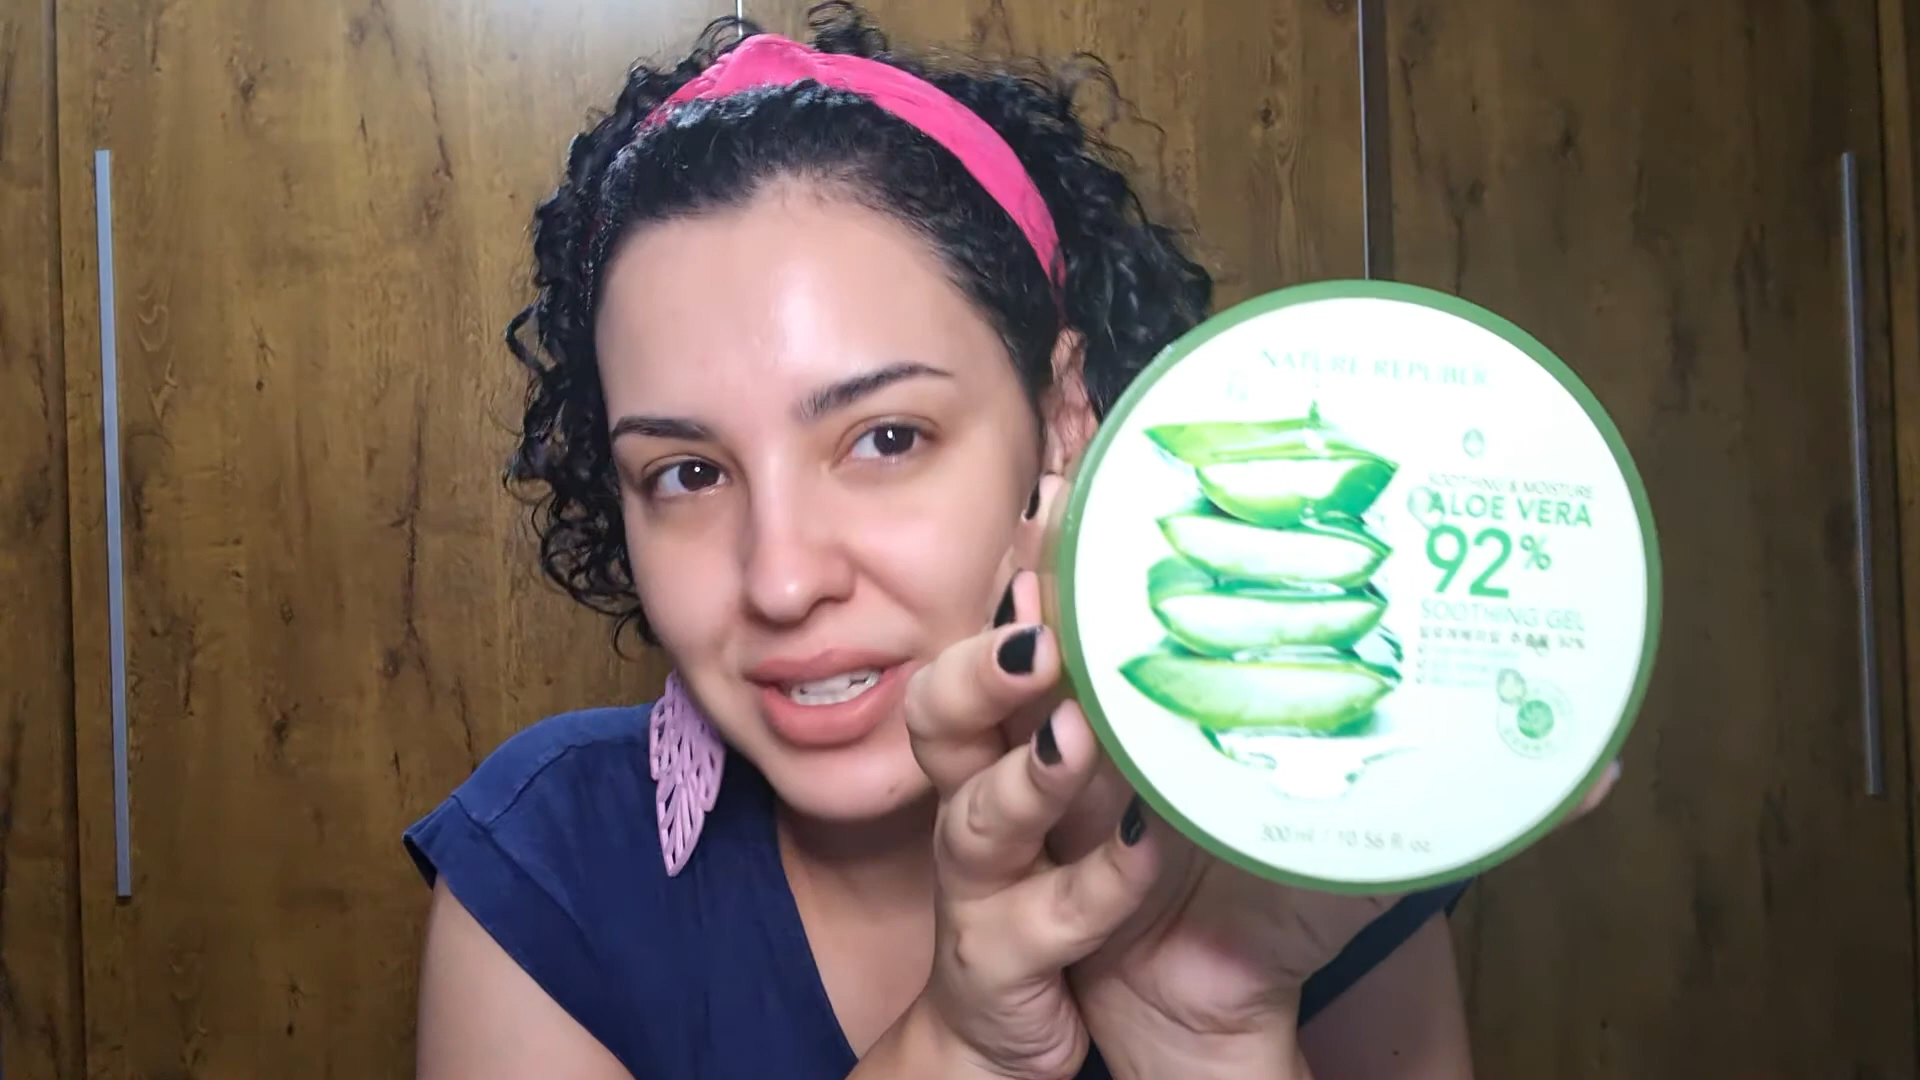 NATURE REPUBLIC
SOOTHING & MOISTURE
ALOE VERA
92%
SOOTHING GEL
300 ml / 10.56 fl oz